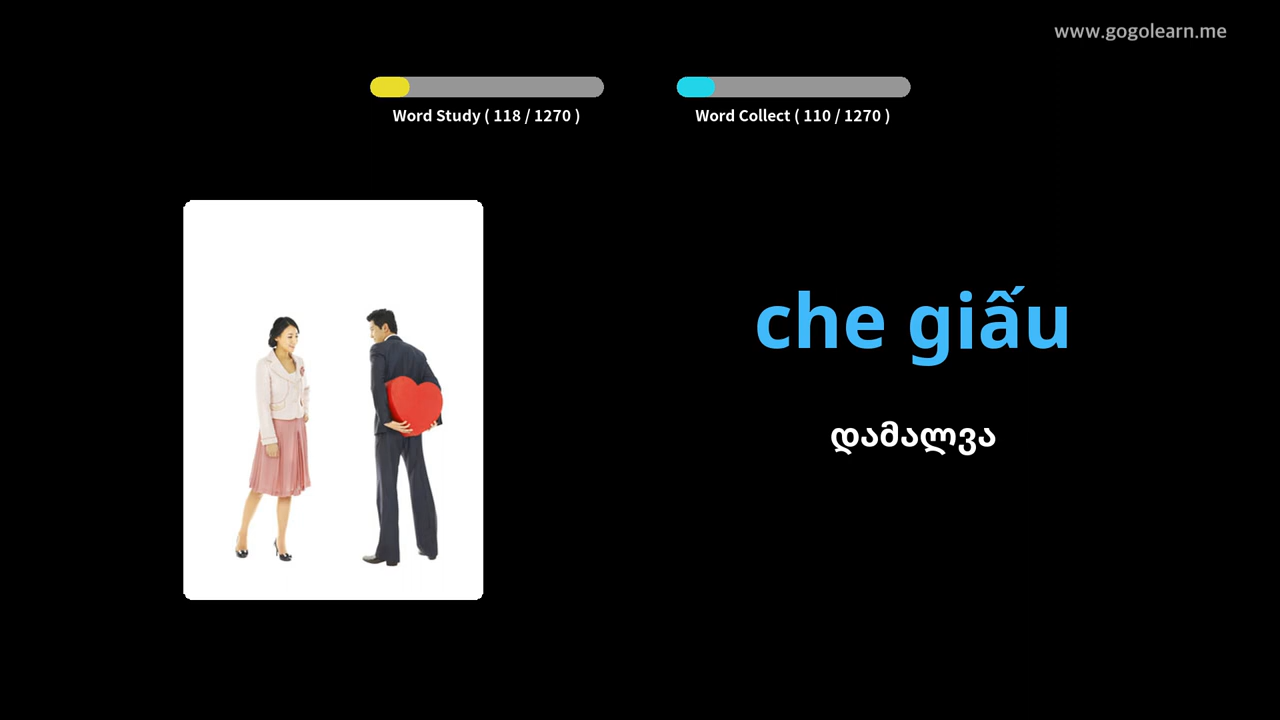 www.gogolearn.me
Word Study ( 118 / 1270 )
Word Collect ( 110 / 1270 )
che giấu
დამალვა